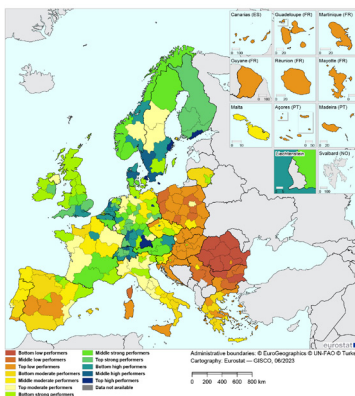 Canarias (ES)
Guadeloupe (FR)
Martinique (FR)
Guyane (FR)
Réunion (FR)
Mayotte (FR)
Malta
Açores (PT)
Madeira (PT)
Liechtenstein
Svalbard (NO)
eurostat
Bottom low performers
Middle low performers
Top low performers
Bottom moderate performers
Middle moderate performers
Top moderate performers
Bottom strong performers
Middle strong performers
Top strong performers
Bottom high performers
Middle high performers
Top high performers
Data not available
Administrative boundaries: © EuroGeographics © UN-FAO © Turks
Cartography: Eurostat — GISCO, 06/2023
0 200 400 600 800 km